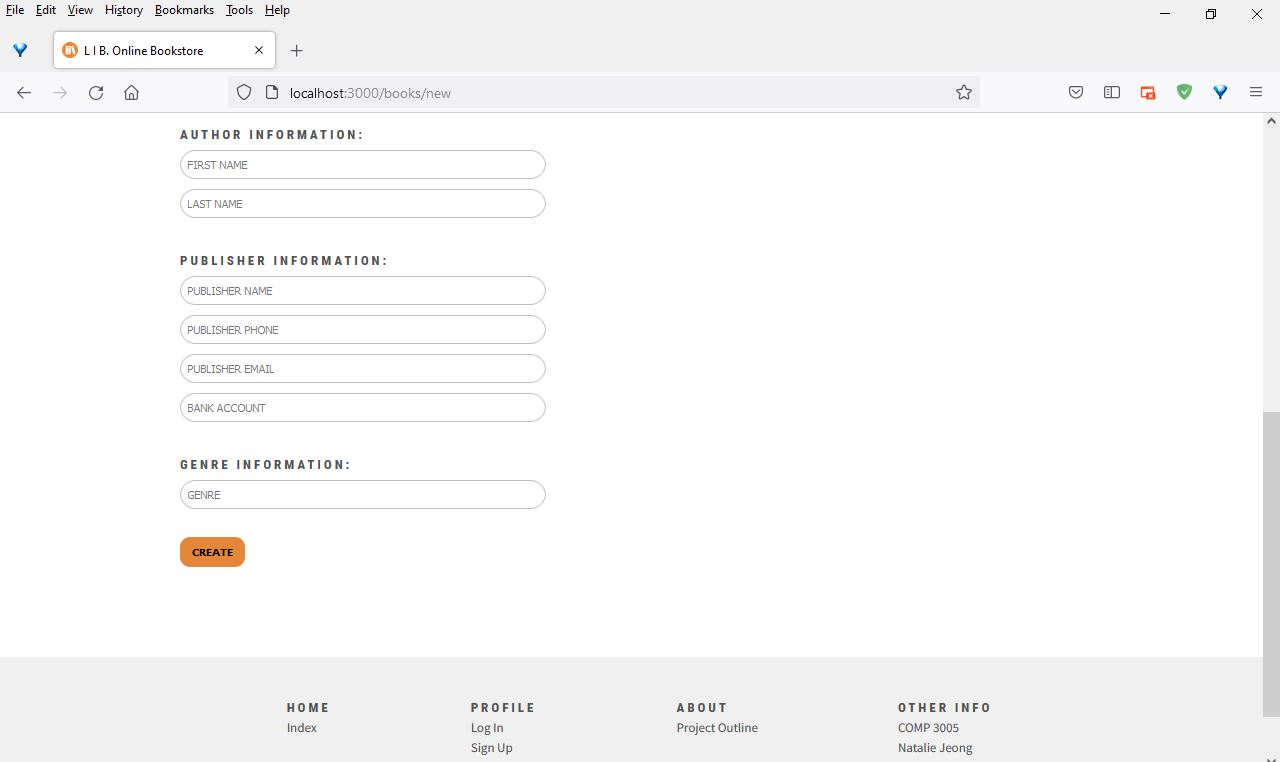 File Edit View History Bookmarks Tools Help
L I B. Online Bookstore
localhost:3000/books/new
AUTHOR INFORMATION:
FIRST NAME
LAST NAME
PUBLISHER INFORMATION:
PUBLISHER NAME
PUBLISHER PHONE
PUBLISHER EMAIL
BANK ACCOUNT
GENRE INFORMATION:
GENRE
CREATE
HOME PROFILE ABOUT OTHER INFO
Index Log In Project Outline COMP 3005
Sign Up Natalie Jeong